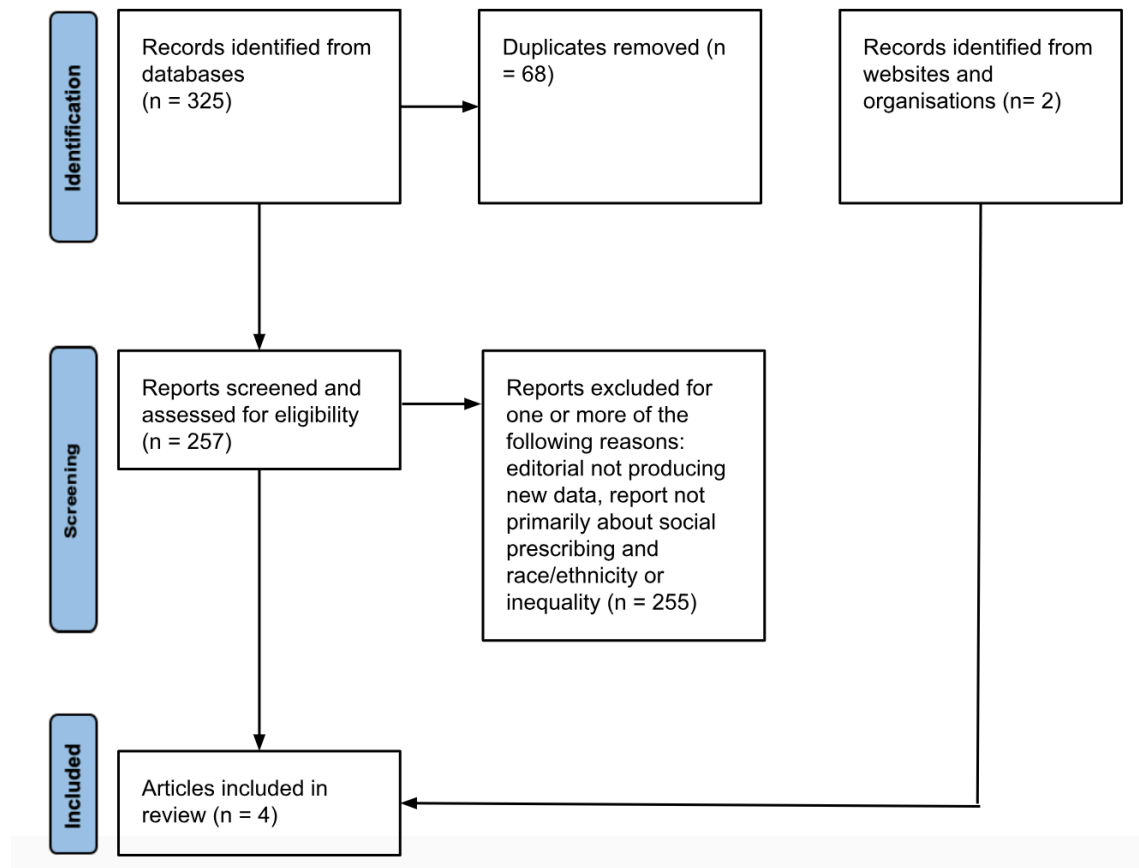 Identification
Records identified from
databases
(n = 325)
Duplicates removed (n
= 68)
Records identified from
websites and
organisations (n= 2)
Screening
Reports screened and
assessed for eligibility
(n = 257)
Reports excluded for
one or more of the
following reasons:
editorial not producing
new data, report not
primarily about social
prescribing and
race/ethnicity or
inequality (n = 255)
Included
Articles included in
review (n = 4)